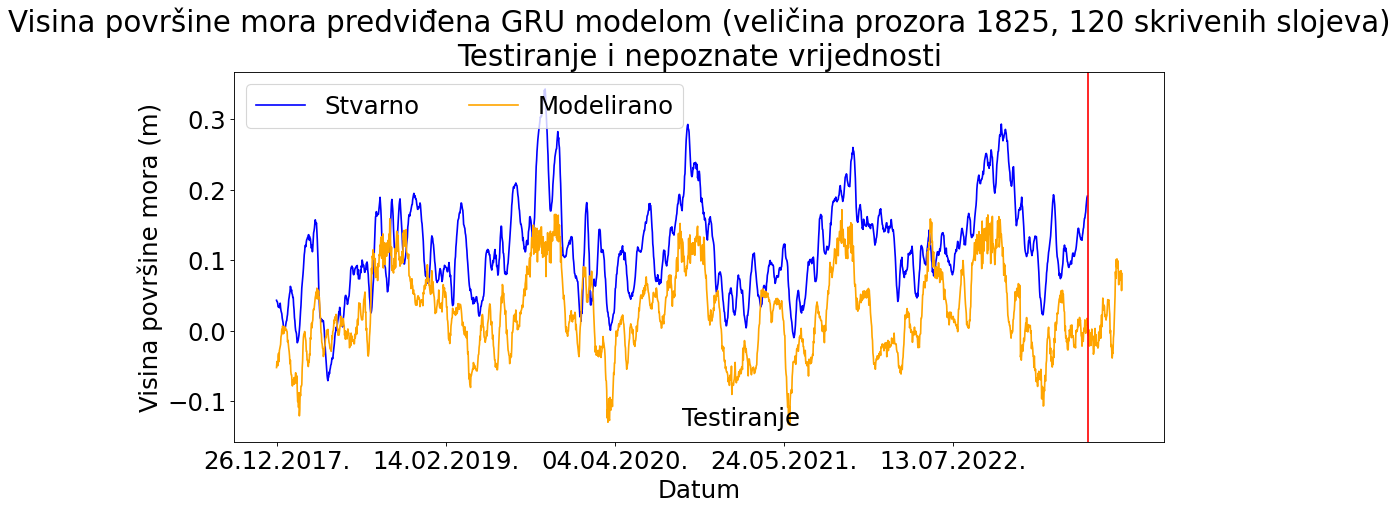 Visina površine mora predviđena GRU modelom (veličina prozora 1825, 120 skrivenih slojeva)
Testiranje i nepoznate vrijednosti
Stvarno Modelirano
Visina površine mora (m)
0.3
0.2
0.1
0.0
−0.1
Testiranje
26.12.2017. 14.02.2019. 04.04.2020. 24.05.2021. 13.07.2022.
Datum